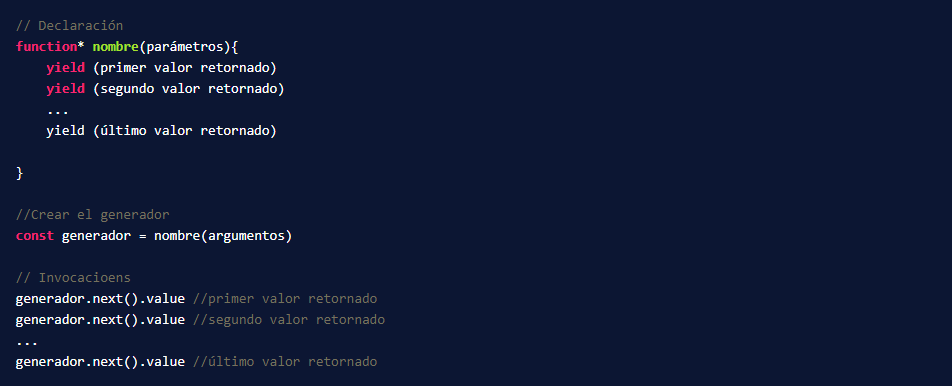 // Declaración
function* nombre(parámetros){
    yield (primer valor retornado)
    yield (segundo valor retornado)
    ...
    yield (último valor retornado)
}
//Crear el generador
const generador = nombre(argumentos)
// Invocacioens
generador.next().value //primer valor retornado
generador.next().value //segundo valor retornado
...
generador.next().value //último valor retornado